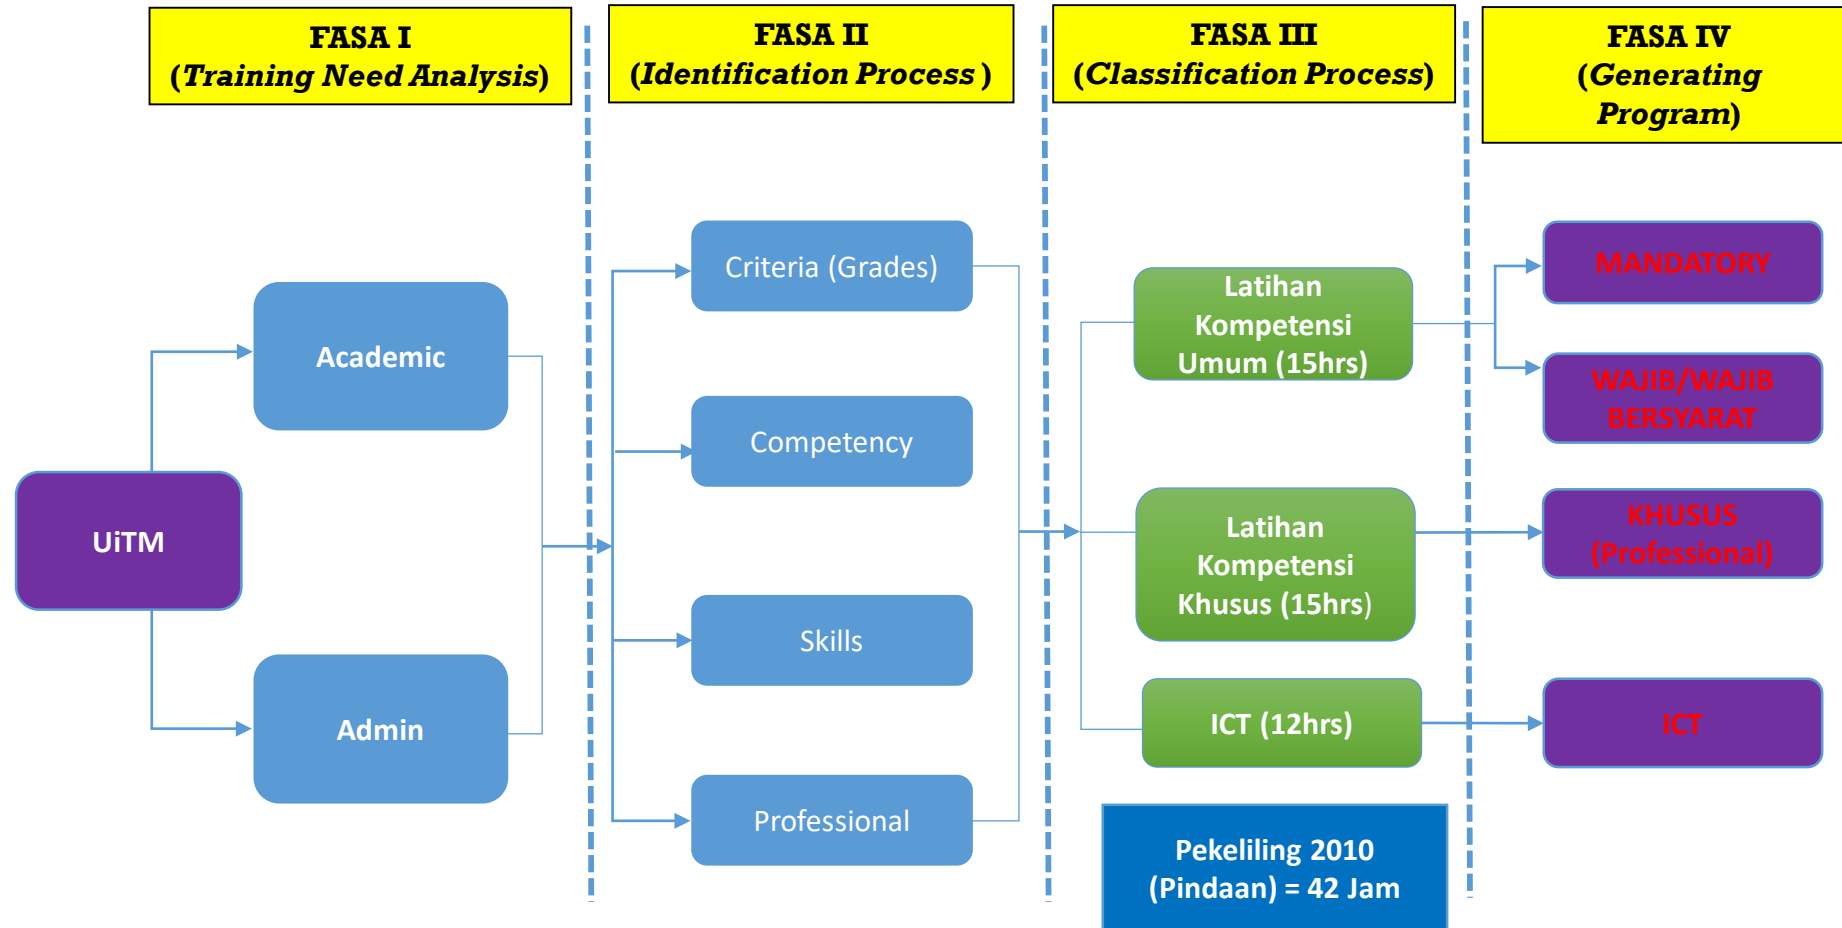 FASA I
(Training Need Analysis)
FASA II
(Identification Process )
FASA III
(Classification Process)
FASA IV
(Generating
Program)
UiTM
Academic
Admin
Criteria (Grades)
Competency
Skills
Professional
Latihan
Kompetensi
Umum (15hrs)
Latihan
Kompetensi
Khusus (15hrs)
ICT (12hrs)
Pekeliling 2010
(Pindaan) = 42 Jam
MANDATORY
WAJIB/WAJIB
BERSYARAT
KHUSUS
(Professional)
ICT